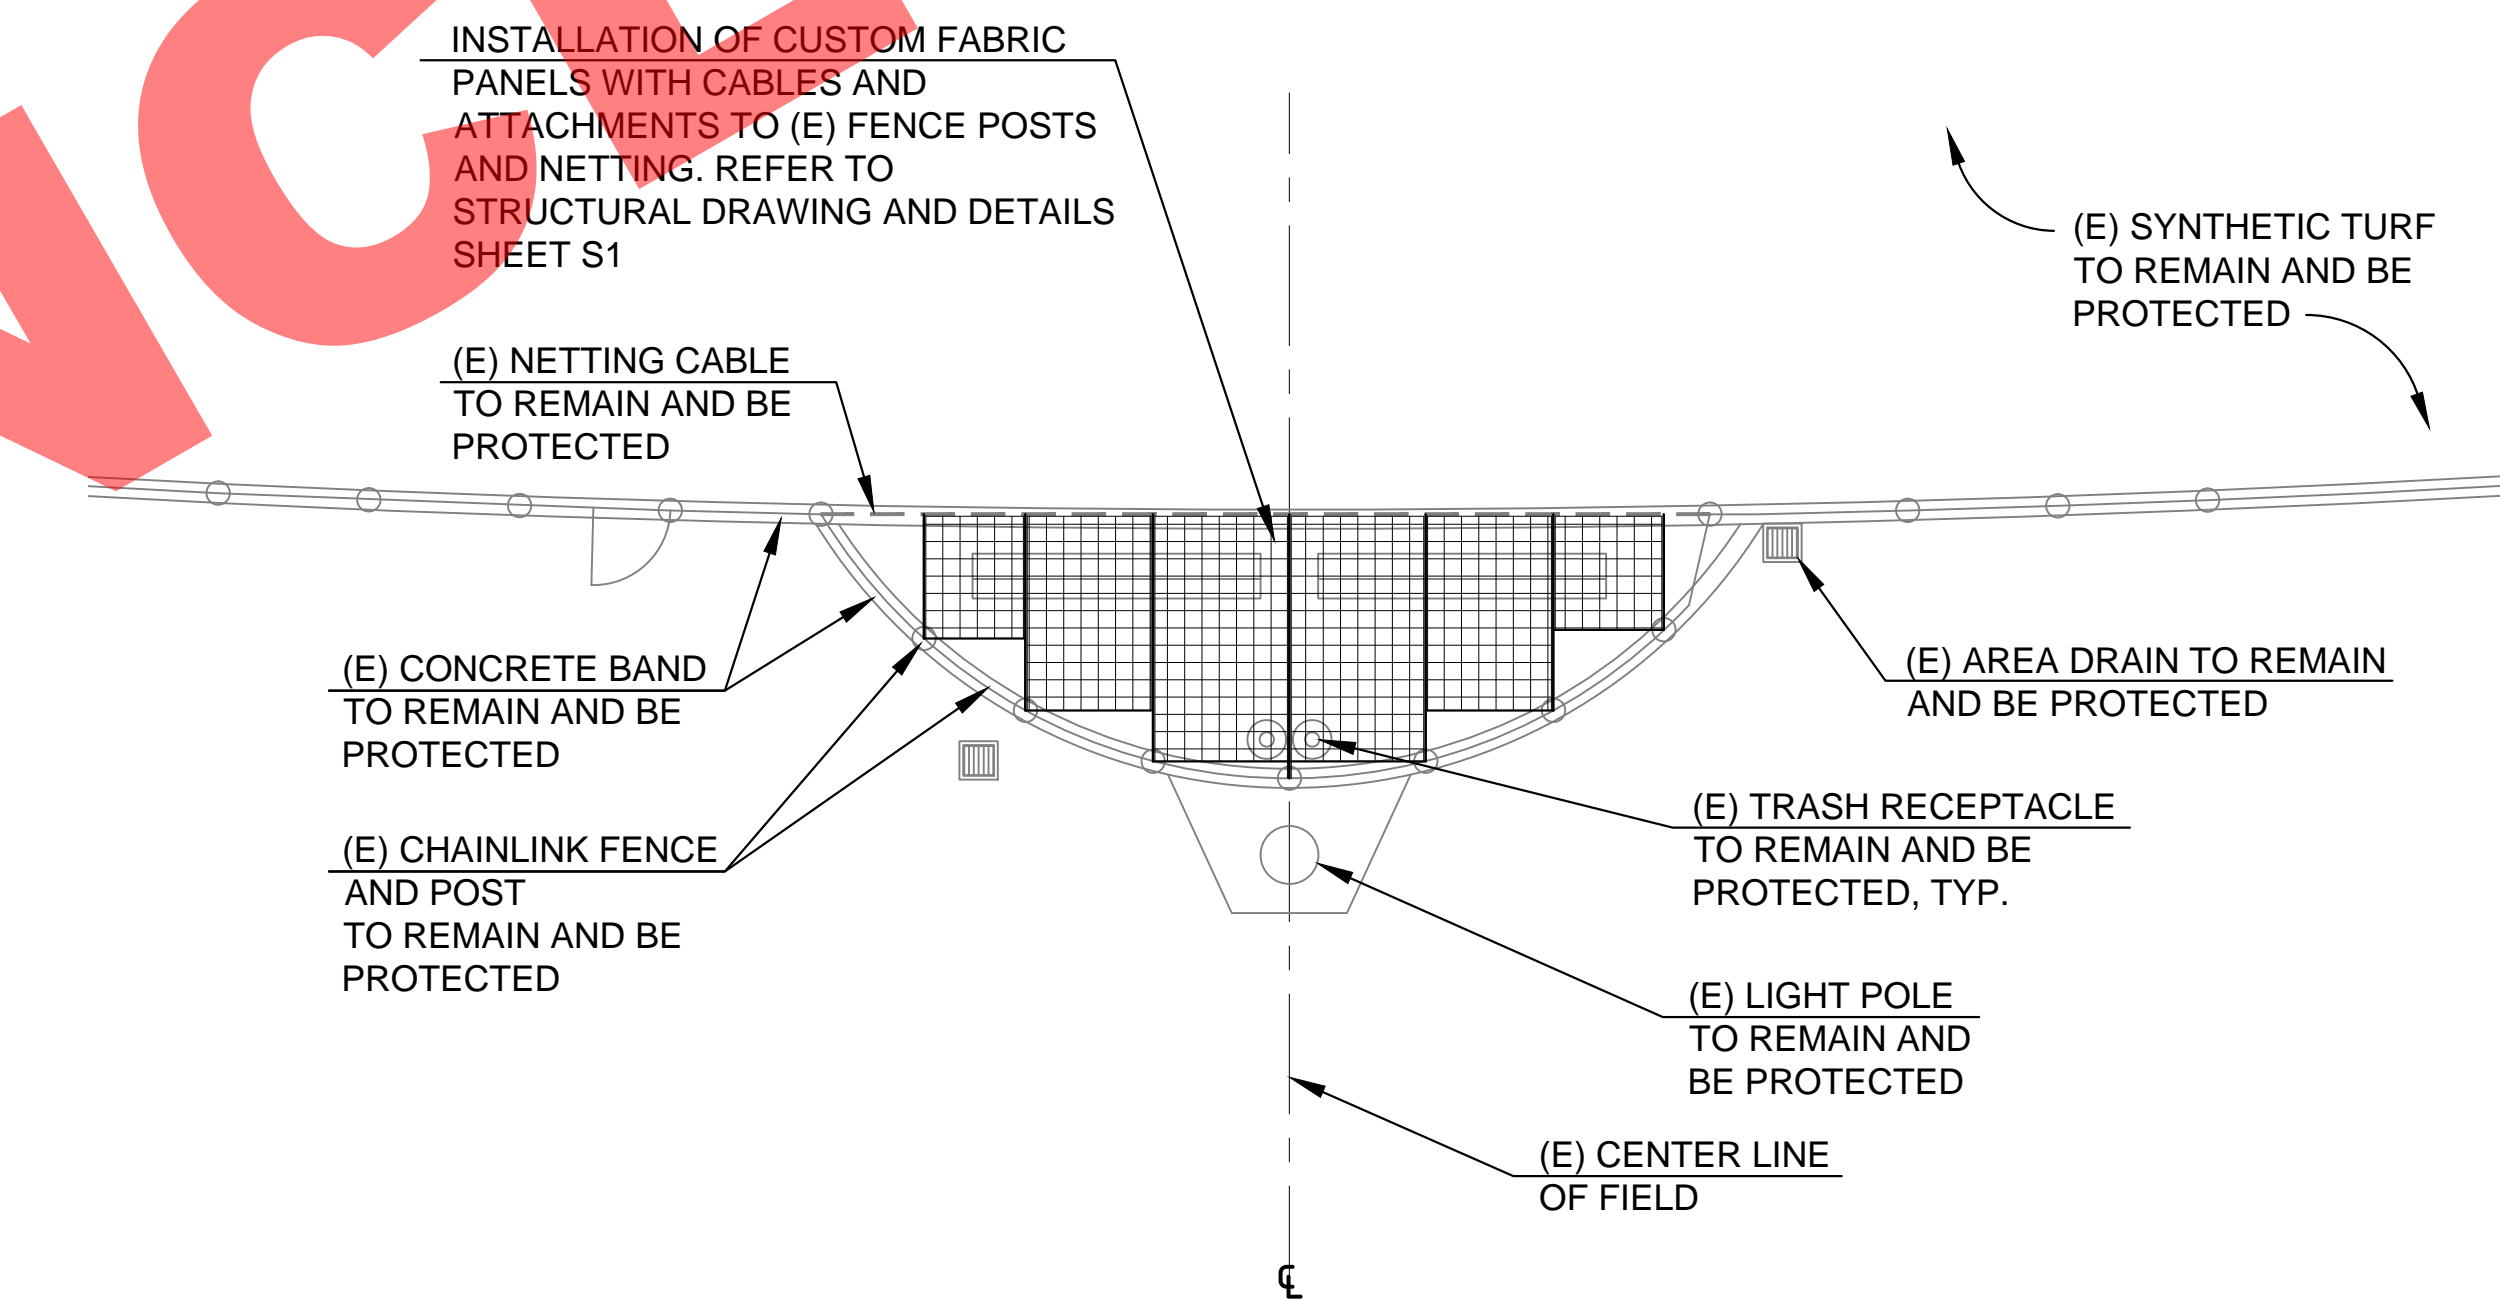 INSTALLATION OF CUSTOM FABRIC
PANELS WITH CABLES AND
ATTACHMENTS TO (E) FENCE POSTS
AND NETTING. REFER TO
STRUCTURAL DRAWING AND DETAILS
SHEET S1
(E) SYNTHETIC TURF
TO REMAIN AND BE
PROTECTED
(E) NETTING CABLE
TO REMAIN AND BE
PROTECTED
(E) CONCRETE BAND
TO REMAIN AND BE
PROTECTED
(E) AREA DRAIN TO REMAIN
AND BE PROTECTED
(E) CHAINLINK FENCE
AND POST
TO REMAIN AND BE
PROTECTED
(E) TRASH RECEPTACLE
TO REMAIN AND BE
PROTECTED, TYP.
(E) LIGHT POLE
TO REMAIN AND
BE PROTECTED
(E) CENTER LINE
OF FIELD
℄